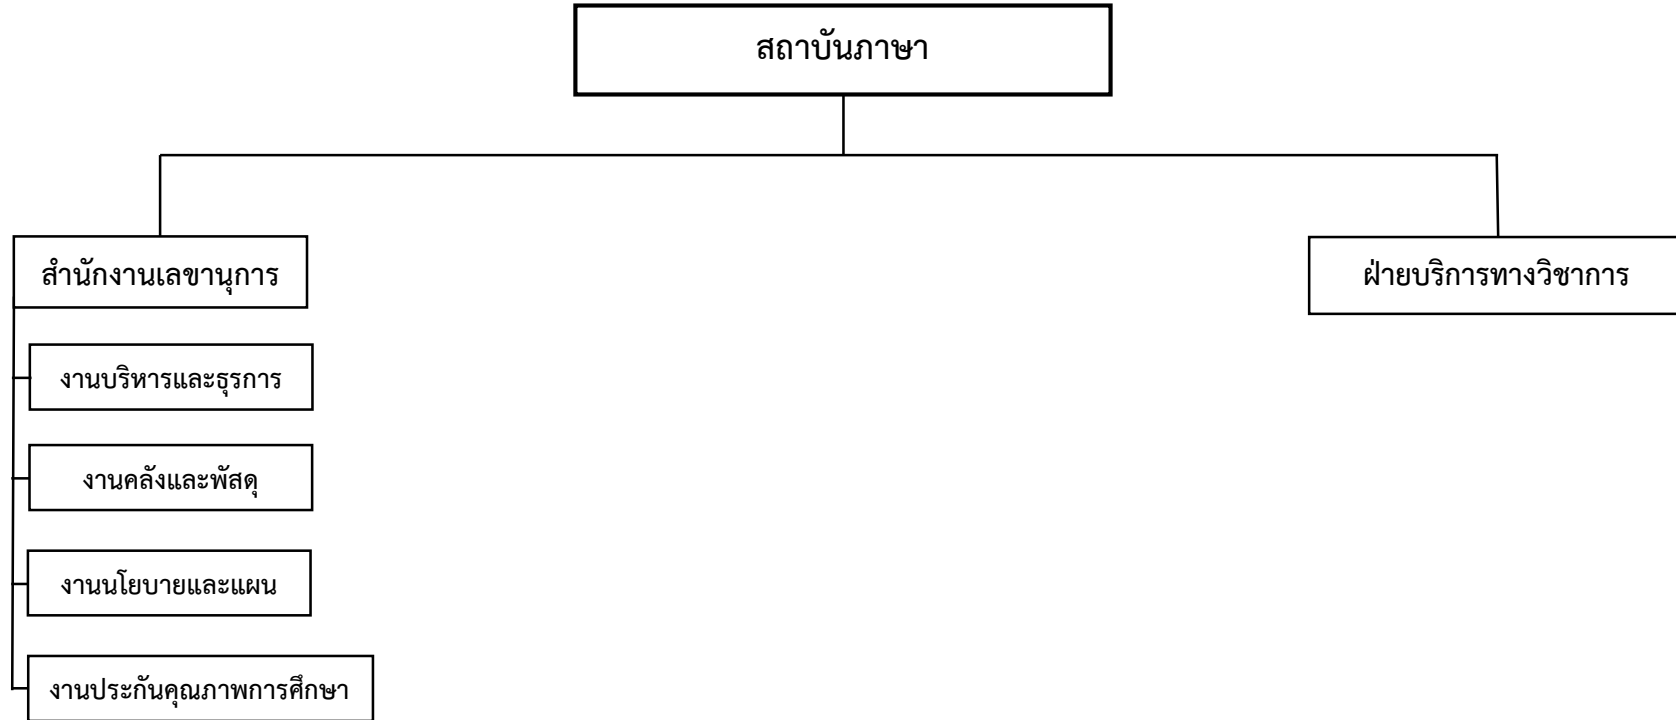 สถาบันภาษา
สำนักงานเลขานุการ
ฝ่ายบริการทางวิชาการ
งานบริหารและธุรการ
งานคลังและพัสดุ
งานนโยบายและแผน
งานประกันคุณภาพการศึกษา